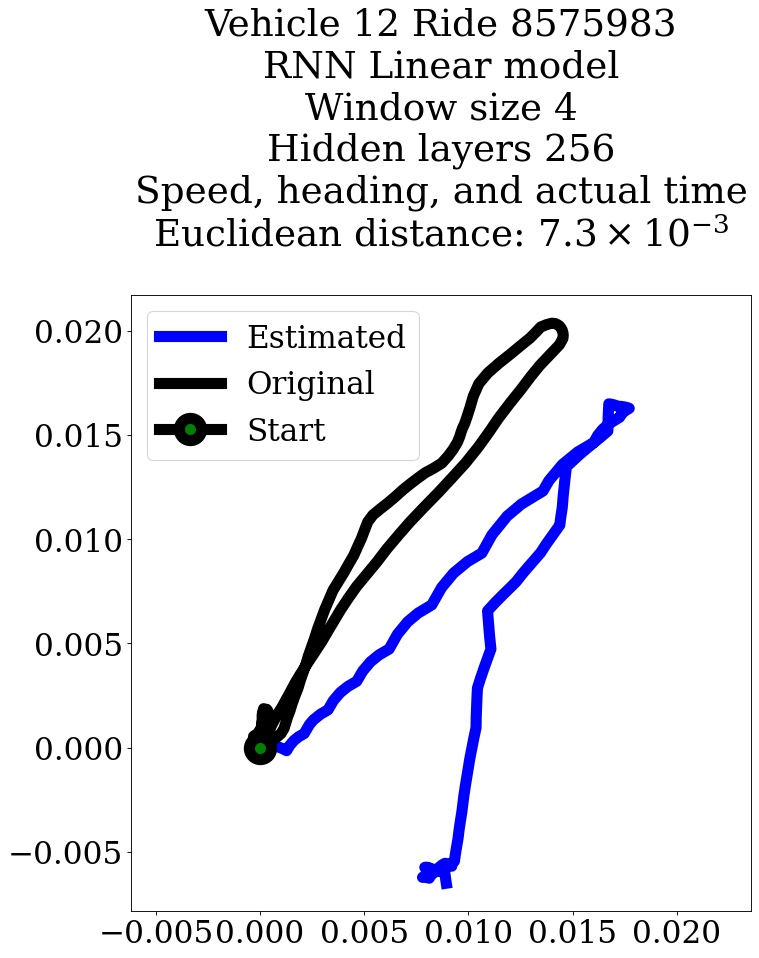 Vehicle 12 Ride 8575983
RNN Linear model
Window size 4
Hidden layers 256
Speed, heading, and actual time
Euclidean distance: 7.3 × 10⁻³
Estimated
Original
Start
0.020
0.015
0.010
0.005
0.000
−0.005
−0.005 0.000 0.005 0.010 0.015 0.020